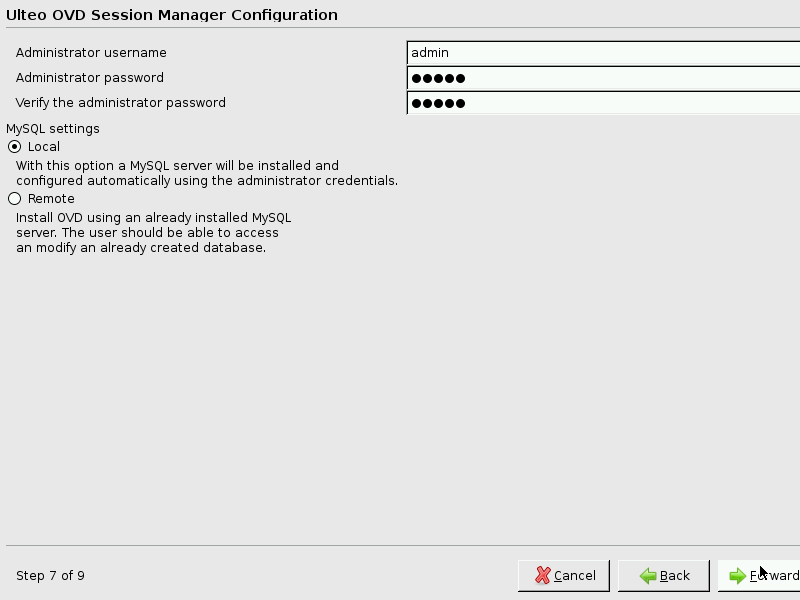 Ulteo OVD Session Manager Configuration
Administrator username
admin
Administrator password
●●●●●
Verify the administrator password
●●●●●
MySQL settings
Local
With this option a MySQL server will be installed and
configured automatically using the administrator credentials.
Remote
Install OVD using an already installed MySQL
server. The user should be able to access
an modify an already created database.
Step 7 of 9
Cancel
Back
Forward